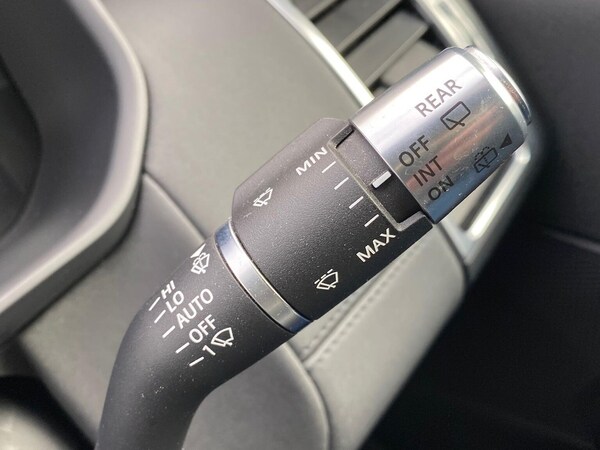 REAR
OFF
INT
ON
MIN
MAX
HI
LO
AUTO
OFF
1